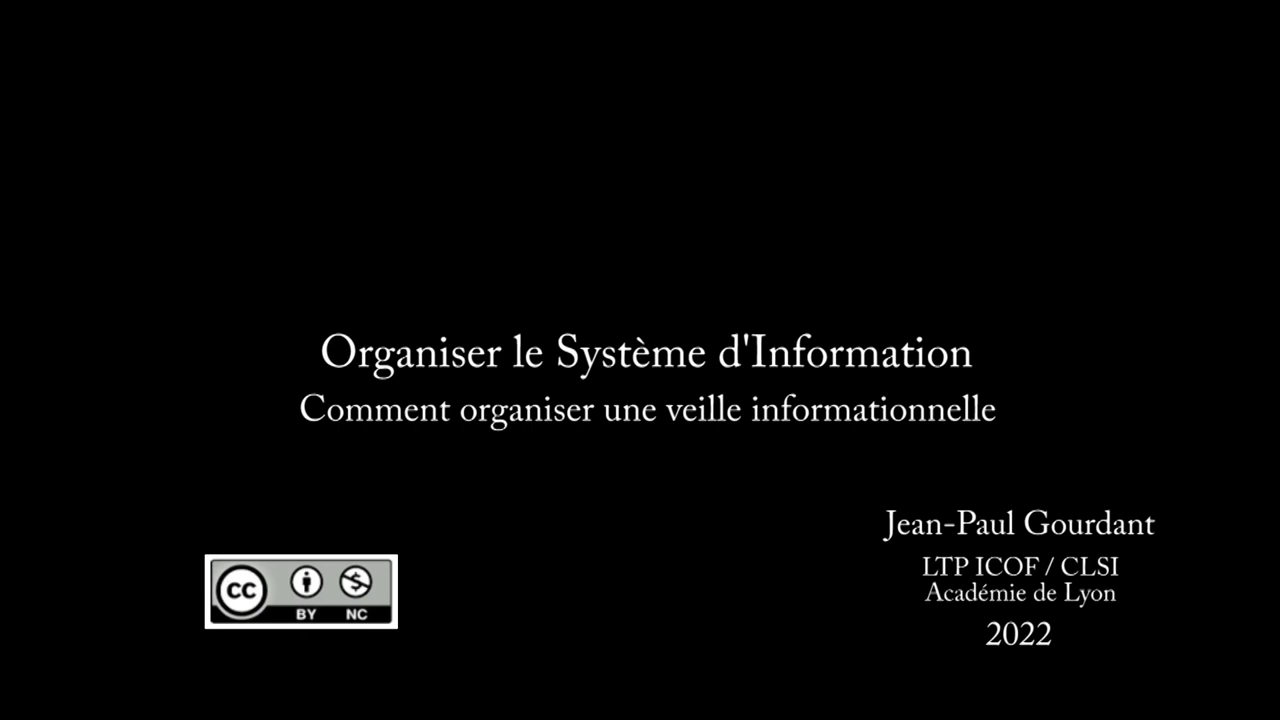 Organiser le Système d'Information
Comment organiser une veille informationnelle
Jean-Paul Gourdant
LTP ICOF / CLSI
Académie de Lyon
2022
CC
BY NC